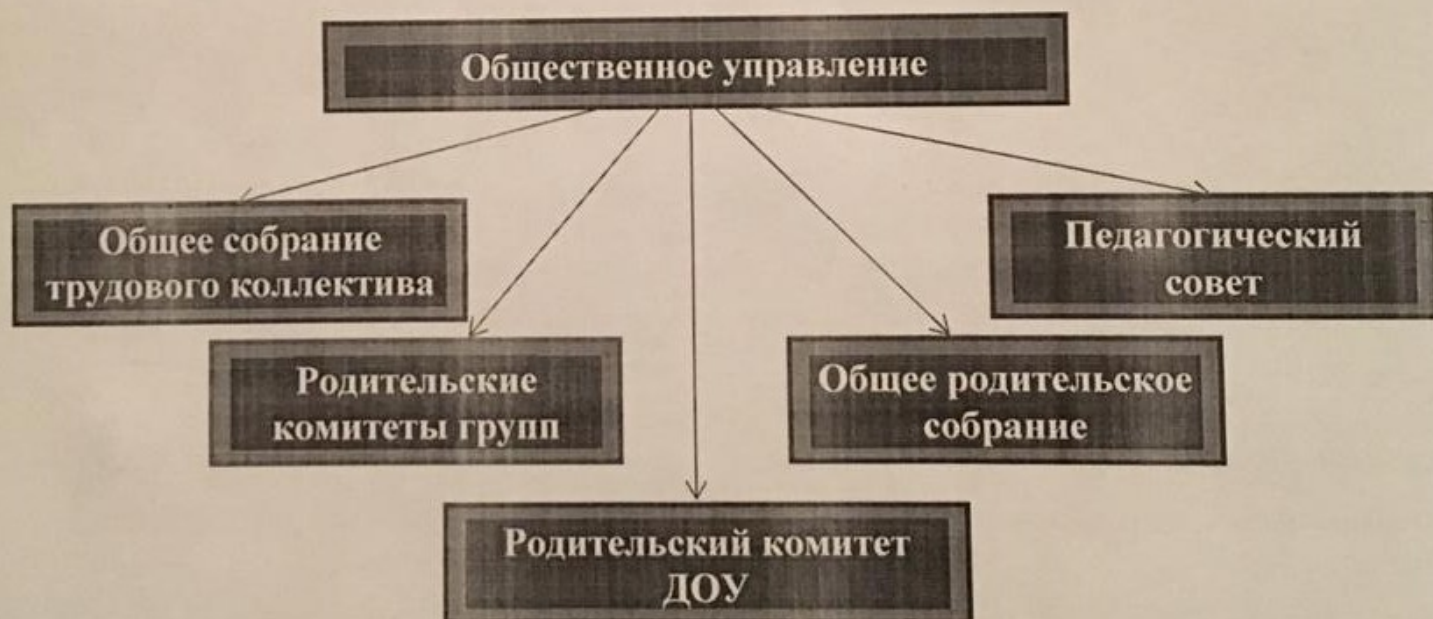 Общественное управление
Общее собрание
трудового коллектива
Педагогический
совет
Родительские
комитеты групп
Общее родительское
собрание
Родительский комитет
ДОУ